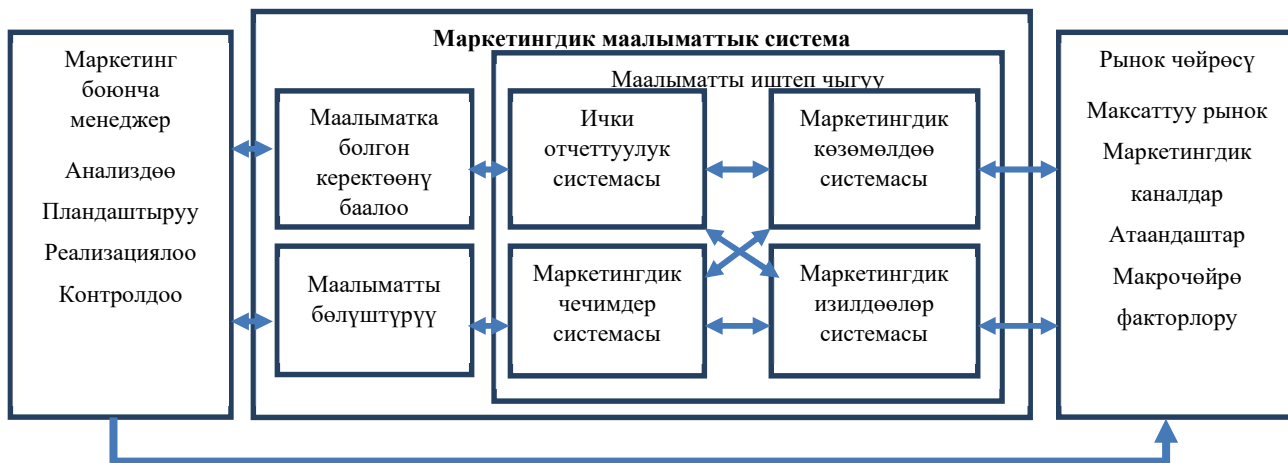 Маркетинг
боюнча
менеджер
Анализдөө
Пландаштыруу
Реализациялоо
Контролдоо
Маркетингдик маалыматтык система
Маалыматка
болгон
керектөөнү
баалоо
Маалыматты
бөлүштүрүү
Маалыматты иштеп чыгуу
Ички
отчеттуулук
системасы
Маркетингдик
көзөмөлдөө
системасы
Маркетингдик
чечимдер
системасы
Маркетингдик
изилдөөлөр
системасы
Рынок чөйрөсү
Максаттуу рынок
Маркетингдик
каналдар
Атаандаштар
Макрочөйрө
факторлору